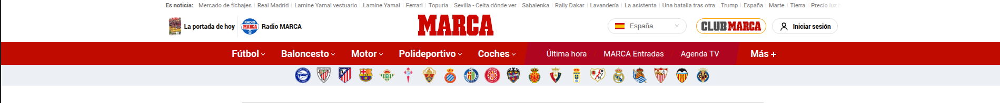 Es noticia: Mercado de fichajes Real Madrid Lamine Yamal vestuario Lamine Yamal Ferrari Topuria Sevilla - Celta dónde ver Sabalenka Rally Dakar Lavandería La asistenta Una batalla tras otra Trump España Marte Tierra Precio luz
La portada de hoy RADIO MARCA Radio MARCA MARCA España CLUB MARCA Iniciar sesión
Fútbol Baloncesto Motor Polideportivo Coches Última hora MARCA Entradas Agenda TV Más +